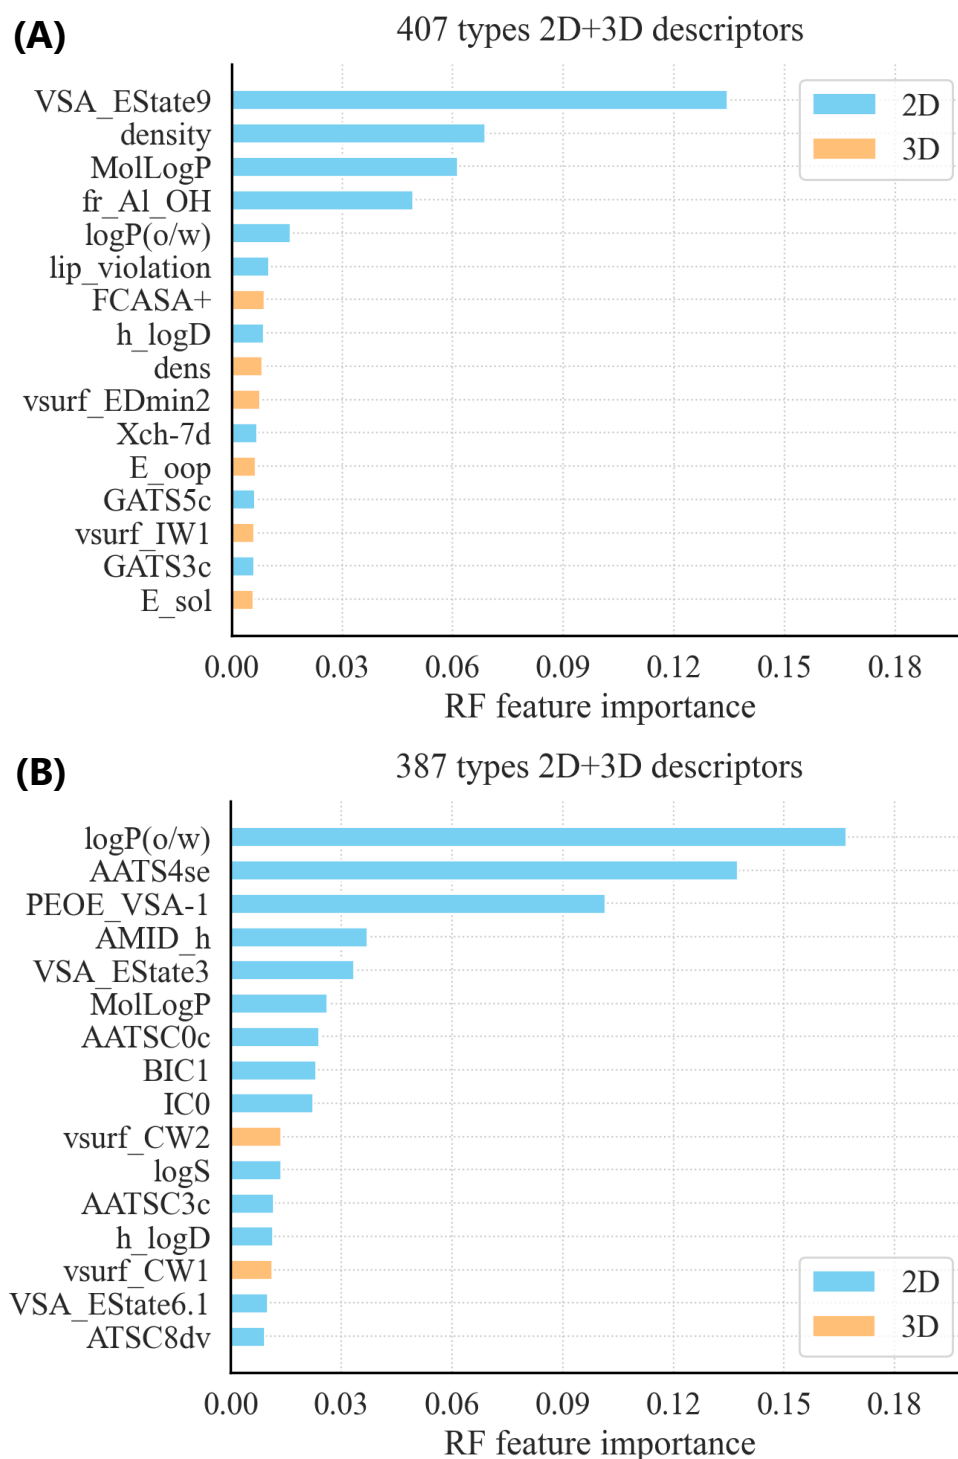 (A)
407 types 2D+3D descriptors
VSA_EState9
density
MolLogP
fr_Al_OH
logP(o/w)
lip_violation
FCASA+
h_logD
dens
vsurf_EDmin2
Xch-7d
E_oop
GATS5c
vsurf_IW1
GATS3c
E_sol
2D
3D
0.00 0.03 0.06 0.09 0.12 0.15 0.18
RF feature importance
(B)
387 types 2D+3D descriptors
logP(o/w)
AATS4se
PEOE_VSA-1
AMID_h
VSA_EState3
MolLogP
AATSC0c
BIC1
IC0
vsurf_CW2
logS
AATSC3c
h_logD
vsurf_CW1
VSA_EState6.1
ATSC8dv
2D
3D
0.00 0.03 0.06 0.09 0.12 0.15 0.18
RF feature importance